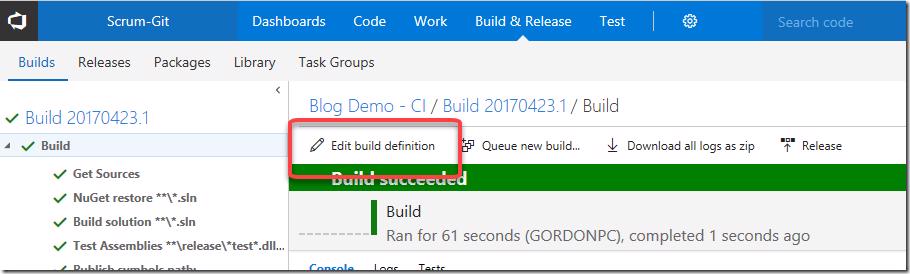 Scrum-Git Dashboards Code Work Build & Release Test Search code
Builds Releases Packages Library Task Groups
Blog Demo - CI / Build 20170423.1 / Build
Build 20170423.1
Build
Edit build definition Queue new build... Download all logs as zip Release
Get Sources
Build succeeded
NuGet restore **\*.sln
Build
Build solution **\*.sln
Ran for 61 seconds (GORDONPC), completed 1 seconds ago
Test Assemblies **\release\*test*.dll...
Publish symbols path:
Console Logs Tests